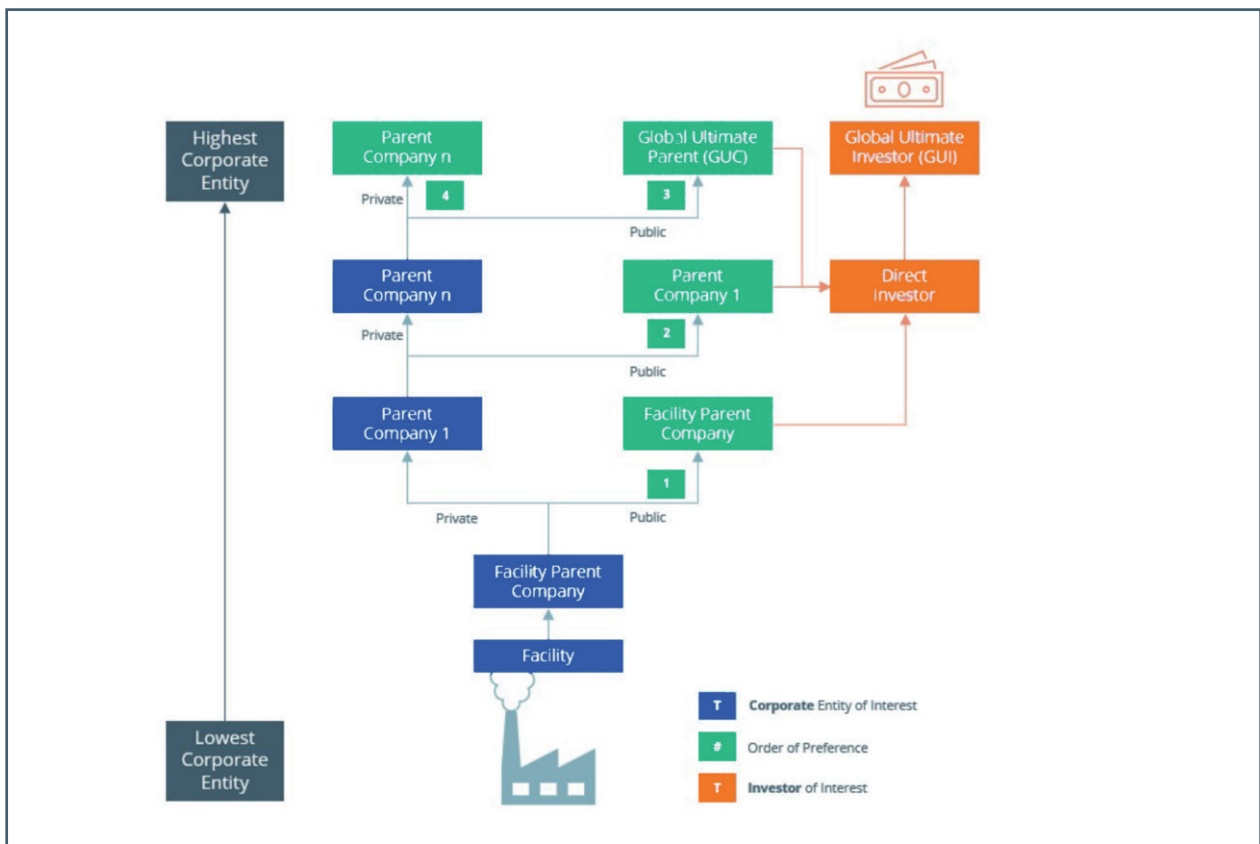 Highest
Corporate
Entity
Parent
Company n
Global Ultimate
Parent (GUC)
Global Ultimate
Investor (GUI)
4
Private
3
Public
Parent
Company n
Parent
Company 1
Direct
Investor
Private
2
Public
Parent
Company 1
Facility Parent
Company
1
Private
Public
Facility Parent
Company
Facility
T Corporate Entity of Interest
# Order of Preference
T Investor of Interest
Lowest
Corporate
Entity